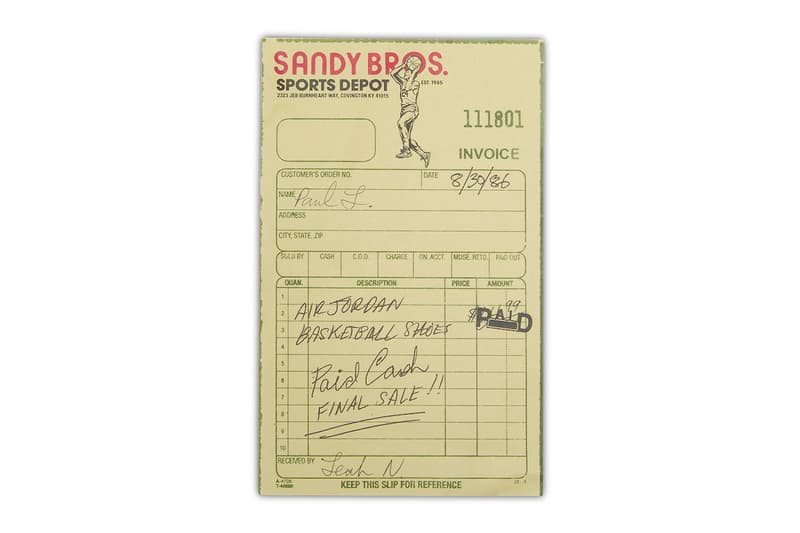 SANDY BROS.
SPORTS DEPOT EST. 1985
2323 JEB BURNHEART WAY, COVINGTON KY 41015
111801
INVOICE
CUSTOMER'S ORDER NO. DATE 8/30/86
NAME Paul L.
ADDRESS
CITY, STATE, ZIP
SOLD BY CASH C.O.D. CHARGE ON. ACCT. MDSE. RETD. PAID OUT
QUAN. DESCRIPTION PRICE AMOUNT
1
2 AIR JORDAN 99
3 BASKETBALL SHOES PAID
4
5
6 Paid Cash
7 FINAL SALE!!
8
9
10
RECEIVED BY Leah N.
KEEP THIS SLIP FOR REFERENCE